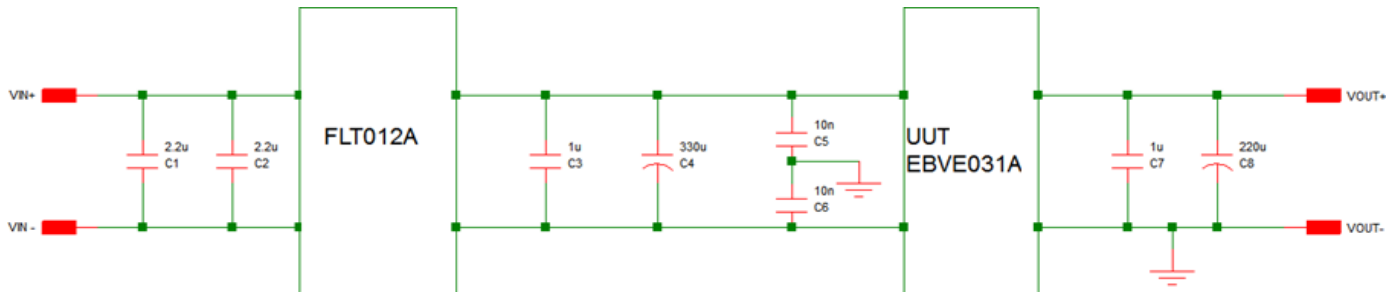 VIN+
2.2u
C1
2.2u
C2
FLT012A
1u
C3
330u
C4
10n
C5
10n
C6
UUT
EBVE031A
1u
C7
220u
C8
VOUT+
VIN -
VOUT-